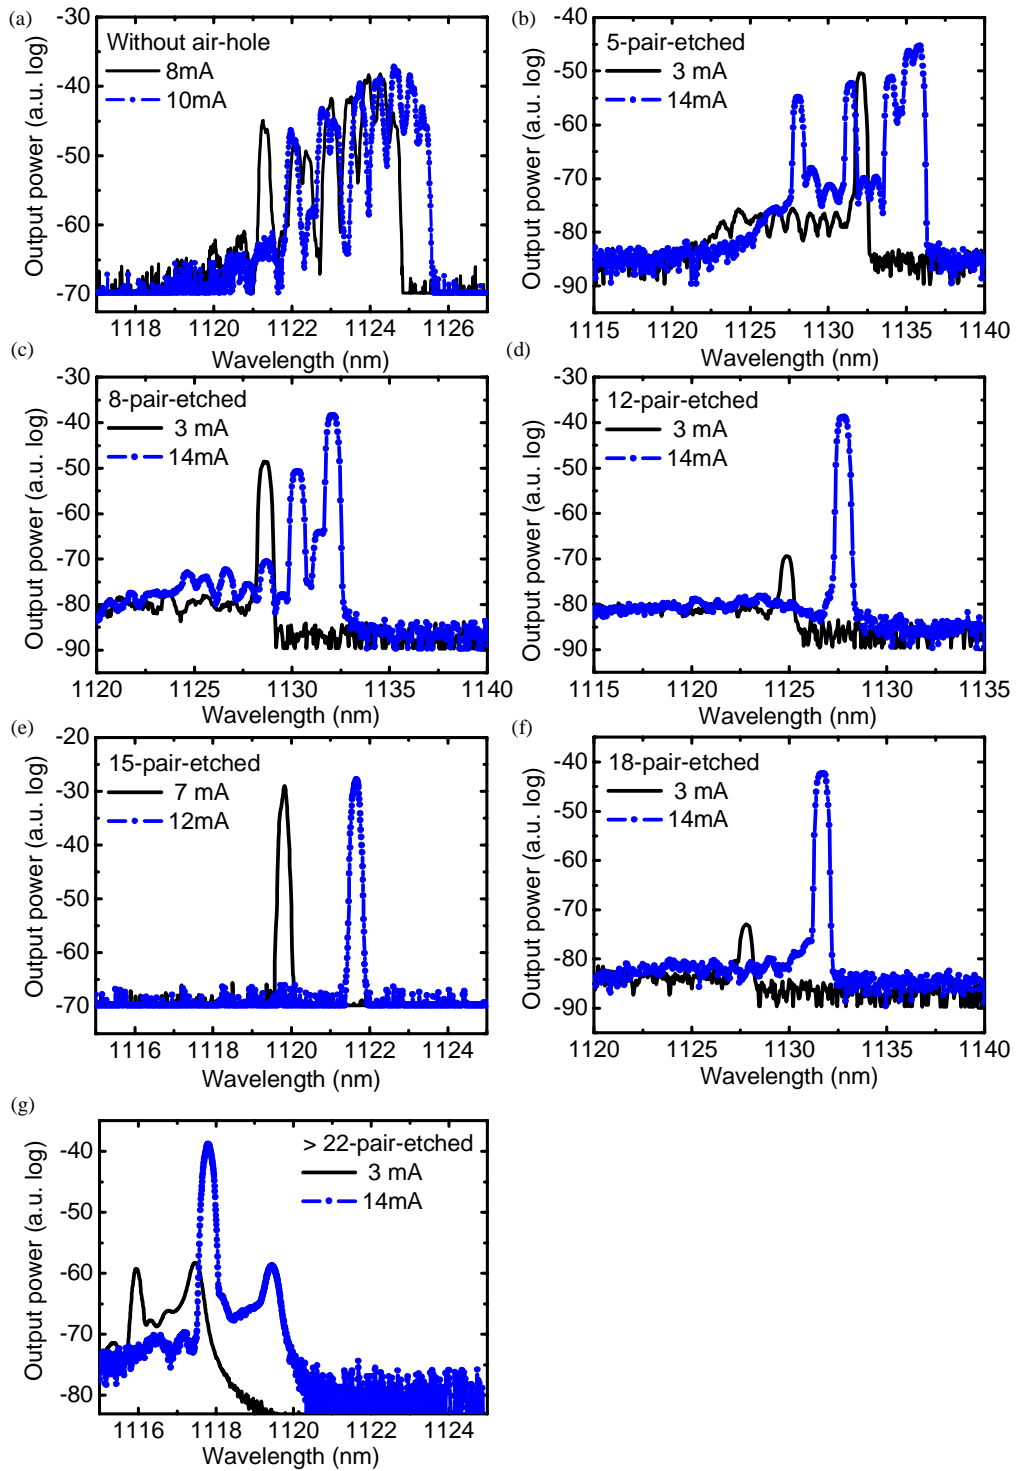 (a)
Without air-hole
8mA
10mA
-30
-40
-50
-60
-70
1118 1120 1122 1124 1126
Wavelength (nm)
Output power (a.u. log)
(b)
5-pair-etched
3 mA
14mA
-40
-50
-60
-70
-80
-90
1115 1120 1125 1130 1135 1140
Wavelength (nm)
Output power (a.u. log)
(c)
8-pair-etched
3 mA
14mA
-30
-40
-50
-60
-70
-80
-90
1120 1125 1130 1135 1140
Wavelength (nm)
Output power (a.u. log)
(d)
12-pair-etched
3 mA
14mA
-30
-40
-50
-60
-70
-80
-90
1115 1120 1125 1130 1135
Wavelength (nm)
Output power (a.u. log)
(e)
15-pair-etched
7 mA
12mA
-20
-30
-40
-50
-60
-70
1116 1118 1120 1122 1124
Wavelength (nm)
Output power (a.u. log)
(f)
18-pair-etched
3 mA
14mA
-40
-50
-60
-70
-80
-90
1120 1125 1130 1135 1140
Wavelength (nm)
Output power (a.u. log)
(g)
> 22-pair-etched
3 mA
14mA
-40
-50
-60
-70
-80
1116 1118 1120 1122 1124
Wavelength (nm)
Output power (a.u. log)